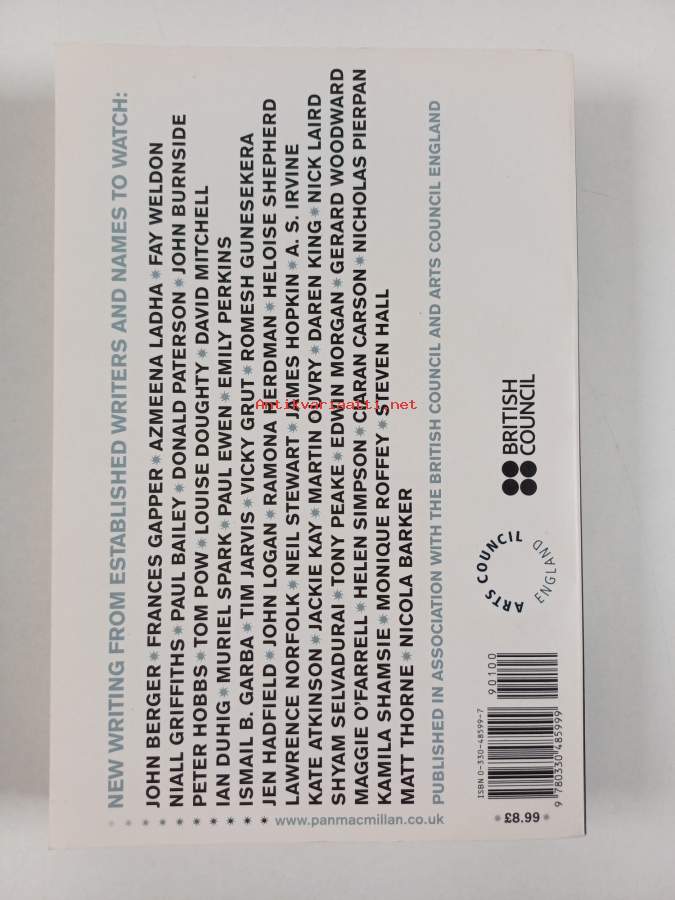 NEW WRITING FROM ESTABLISHED WRITERS AND NAMES TO WATCH:
JOHN BERGER * FRANCES GAPPER * AZMEENA LADHA * FAY WELDON
NIALL GRIFFITHS * PAUL BAILEY * DONALD PATERSON * JOHN BURNSIDE
PETER HOBBS * TOM POW * LOUISE DOUGHTY * DAVID MITCHELL
IAN DUHIG * MURIEL SPARK * PAUL EWEN * EMILY PERKINS
ISMAIL B. GARBA * TIM JARVIS * VICKY GRUT * ROMESH GUNESEKERA
JEN HADFIELD * JOHN LOGAN * RAMONA HERDMAN * HELOISE SHEPHERD
LAWRENCE NORFOLK * NEIL STEWART * JAMES HOPKIN * A. S. IRVINE
KATE ATKINSON * JACKIE KAY * MARTIN OUVRY * DAREN KING * NICK LAIRD
SHYAM SELVADURAI * TONY PEAKE * EDWIN MORGAN * GERARD WOODWARD
MAGGIE O'FARRELL * HELEN SIMPSON * CIARAN CARSON * NICHOLAS PIERPAN
KAMILA SHAMSIE * MONIQUE ROFFEY * STEVEN HALL
MATT THORNE * NICOLA BARKER
PUBLISHED IN ASSOCIATION WITH THE BRITISH COUNCIL AND ARTS COUNCIL ENGLAND
ISBN 0-330-48599-7
90100
9 780330 485999
ARTS COUNCIL
ENGLAND
BRITISH
COUNCIL
www.panmacmillan.co.uk
* £8.99 *
Antikvariaatti.net